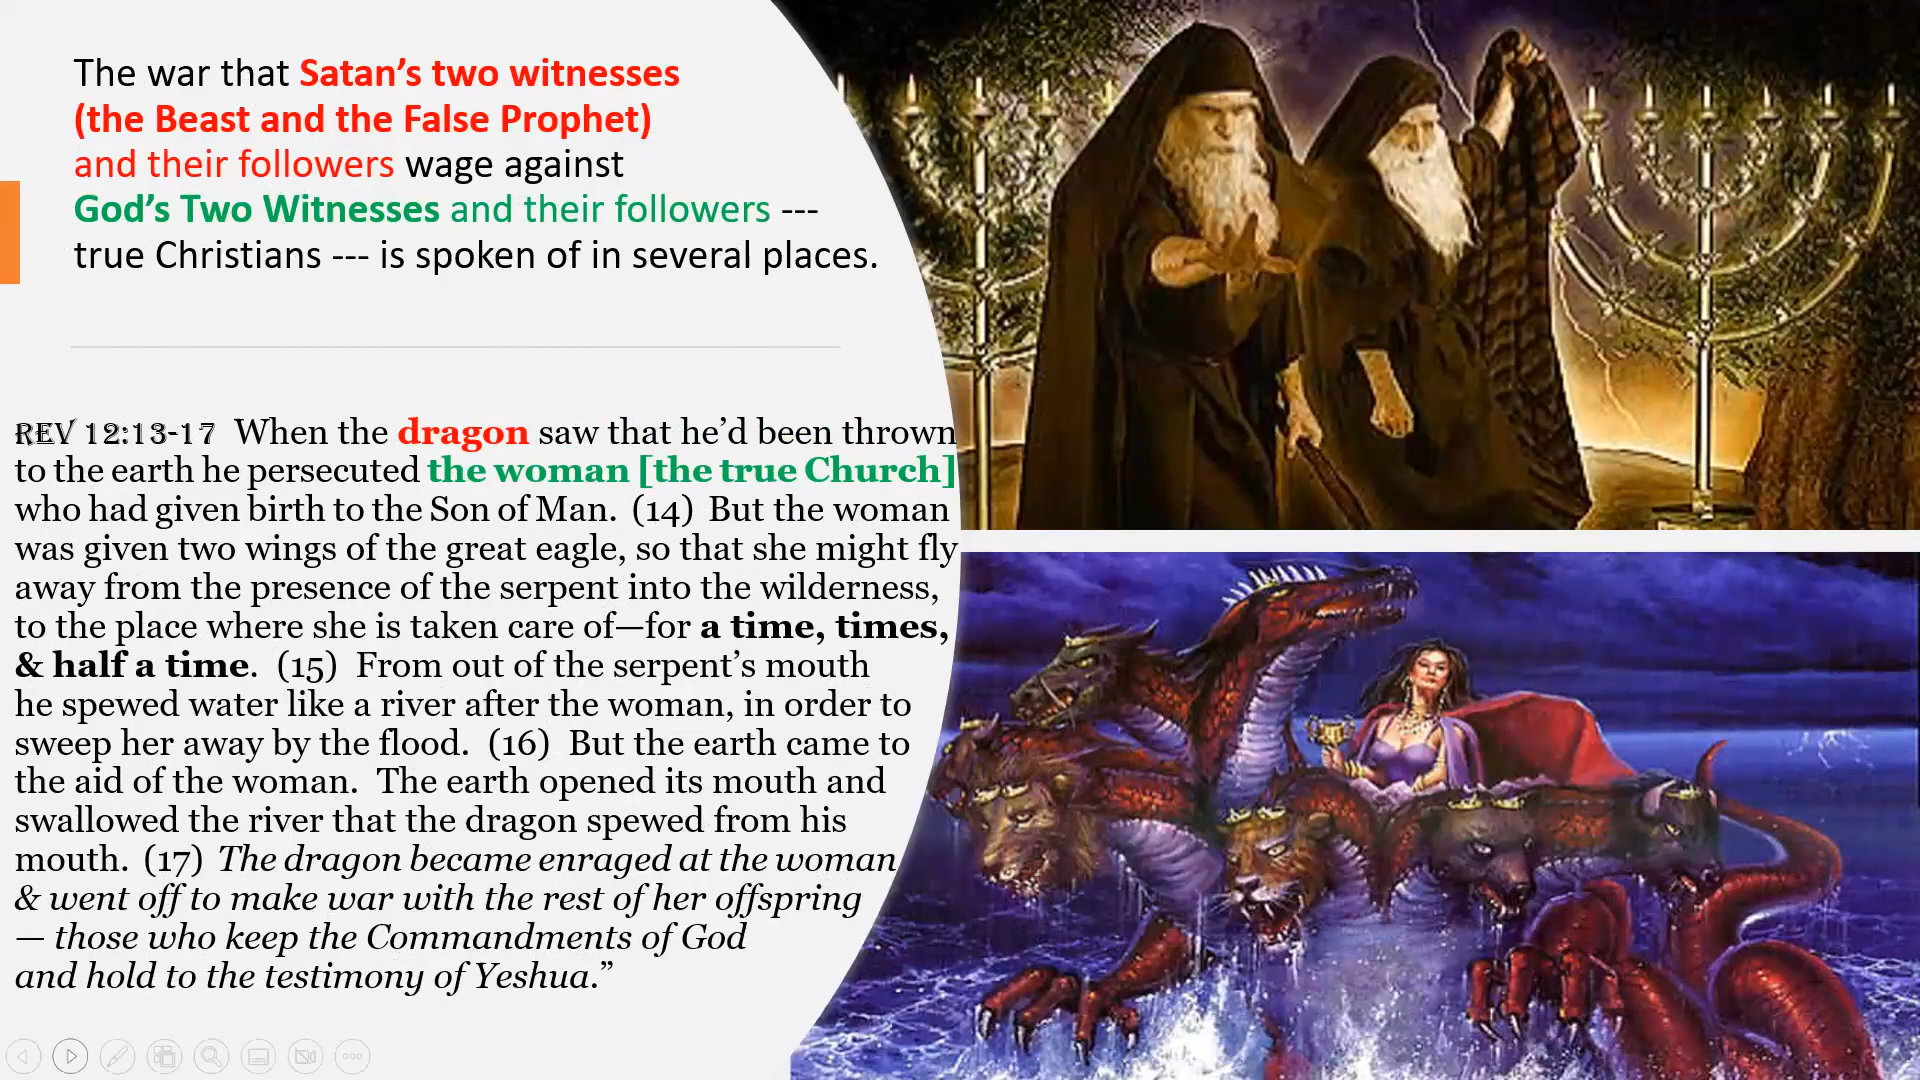 The war that Satan’s two witnesses
(the Beast and the False Prophet)
and their followers wage against
God’s Two Witnesses and their followers ---
true Christians --- is spoken of in several places.
REV 12:13-17 When the dragon saw that he’d been thrown
to the earth he persecuted the woman [the true Church]
who had given birth to the Son of Man. (14) But the woman
was given two wings of the great eagle, so that she might fly
away from the presence of the serpent into the wilderness,
to the place where she is taken care of—for a time, times,
& half a time. (15) From out of the serpent’s mouth
he spewed water like a river after the woman, in order to
sweep her away by the flood. (16) But the earth came to
the aid of the woman. The earth opened its mouth and
swallowed the river that the dragon spewed from his
mouth. (17) The dragon became enraged at the woman
& went off to make war with the rest of her offspring
— those who keep the Commandments of God
and hold to the testimony of Yeshua.”